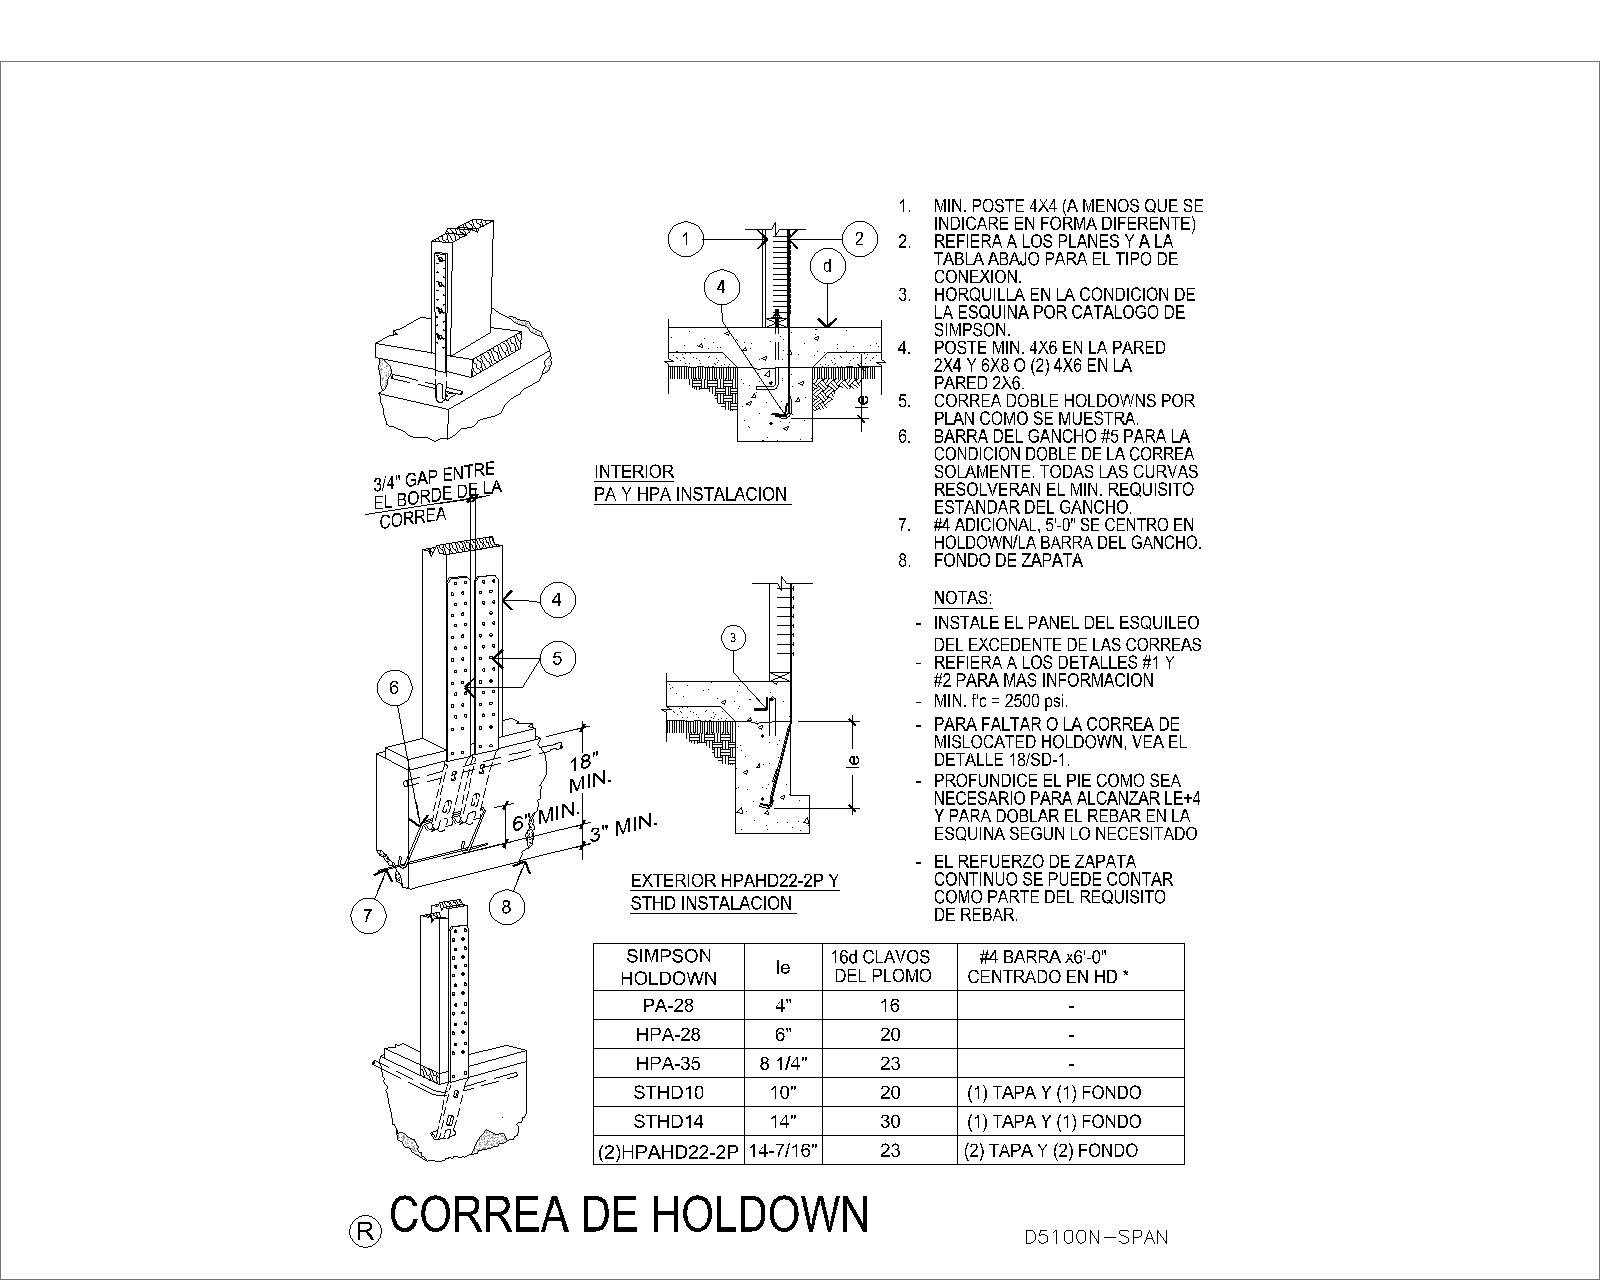 1. MIN. POSTE 4X4 (A MENOS QUE SE
INDICARE EN FORMA DIFERENTE)
2. REFIERA A LOS PLANES Y A LA
TABLA ABAJO PARA EL TIPO DE
CONEXION.
3. HORQUILLA EN LA CONDICION DE
LA ESQUINA POR CATALOGO DE
SIMPSON.
4. POSTE MIN. 4X6 EN LA PARED
2X4 Y 6X8 O (2) 4X6 EN LA
PARED 2X6.
5. CORREA DOBLE HOLDOWNS POR
PLAN COMO SE MUESTRA.
6. BARRA DEL GANCHO #5 PARA LA
CONDICION DOBLE DE LA CORREA
SOLAMENTE. TODAS LAS CURVAS
RESOLVERAN EL MIN. REQUISITO
ESTANDAR DEL GANCHO.
7. #4 ADICIONAL, 5'-0" SE CENTRO EN
HOLDOWN/LA BARRA DEL GANCHO.
8. FONDO DE ZAPATA
NOTAS:
- INSTALE EL PANEL DEL ESQUILEO
DEL EXCEDENTE DE LAS CORREAS
- REFIERA A LOS DETALLES #1 Y
#2 PARA MAS INFORMACION
- MIN. f'c = 2500 psi.
- PARA FALTAR O LA CORREA DE
MISLOCATED HOLDOWN, VEA EL
DETALLE 18/SD-1.
- PROFUNDICE EL PIE COMO SEA
NECESARIO PARA ALCANZAR LE+4
Y PARA DOBLAR EL REBAR EN LA
ESQUINA SEGUN LO NECESITADO
- EL REFUERZO DE ZAPATA
CONTINUO SE PUEDE CONTAR
COMO PARTE DEL REQUISITO
DE REBAR.
1
2
d
4
le
INTERIOR
PA Y HPA INSTALACION
3/4" GAP ENTRE
EL BORDE DE LA
CORREA
4
5
6
18"
MIN.
6" MIN.
3" MIN.
7
8
3
le
EXTERIOR HPAHD22-2P Y
STHD INSTALACION
SIMPSON HOLDOWN le 16d CLAVOS DEL PLOMO #4 BARRA x6'-0" CENTRADO EN HD *
PA-28 4" 16 -
HPA-28 6" 20 -
HPA-35 8 1/4" 23 -
STHD10 10" 20 (1) TAPA Y (1) FONDO
STHD14 14" 30 (1) TAPA Y (1) FONDO
(2)HPAHD22-2P 14-7/16" 23 (2) TAPA Y (2) FONDO
R CORREA DE HOLDOWN
D5100N-SPAN